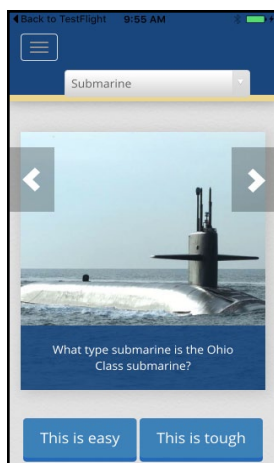 Back to TestFlight 9:55 AM
Submarine
What type submarine is the Ohio
Class submarine?
This is easy This is tough